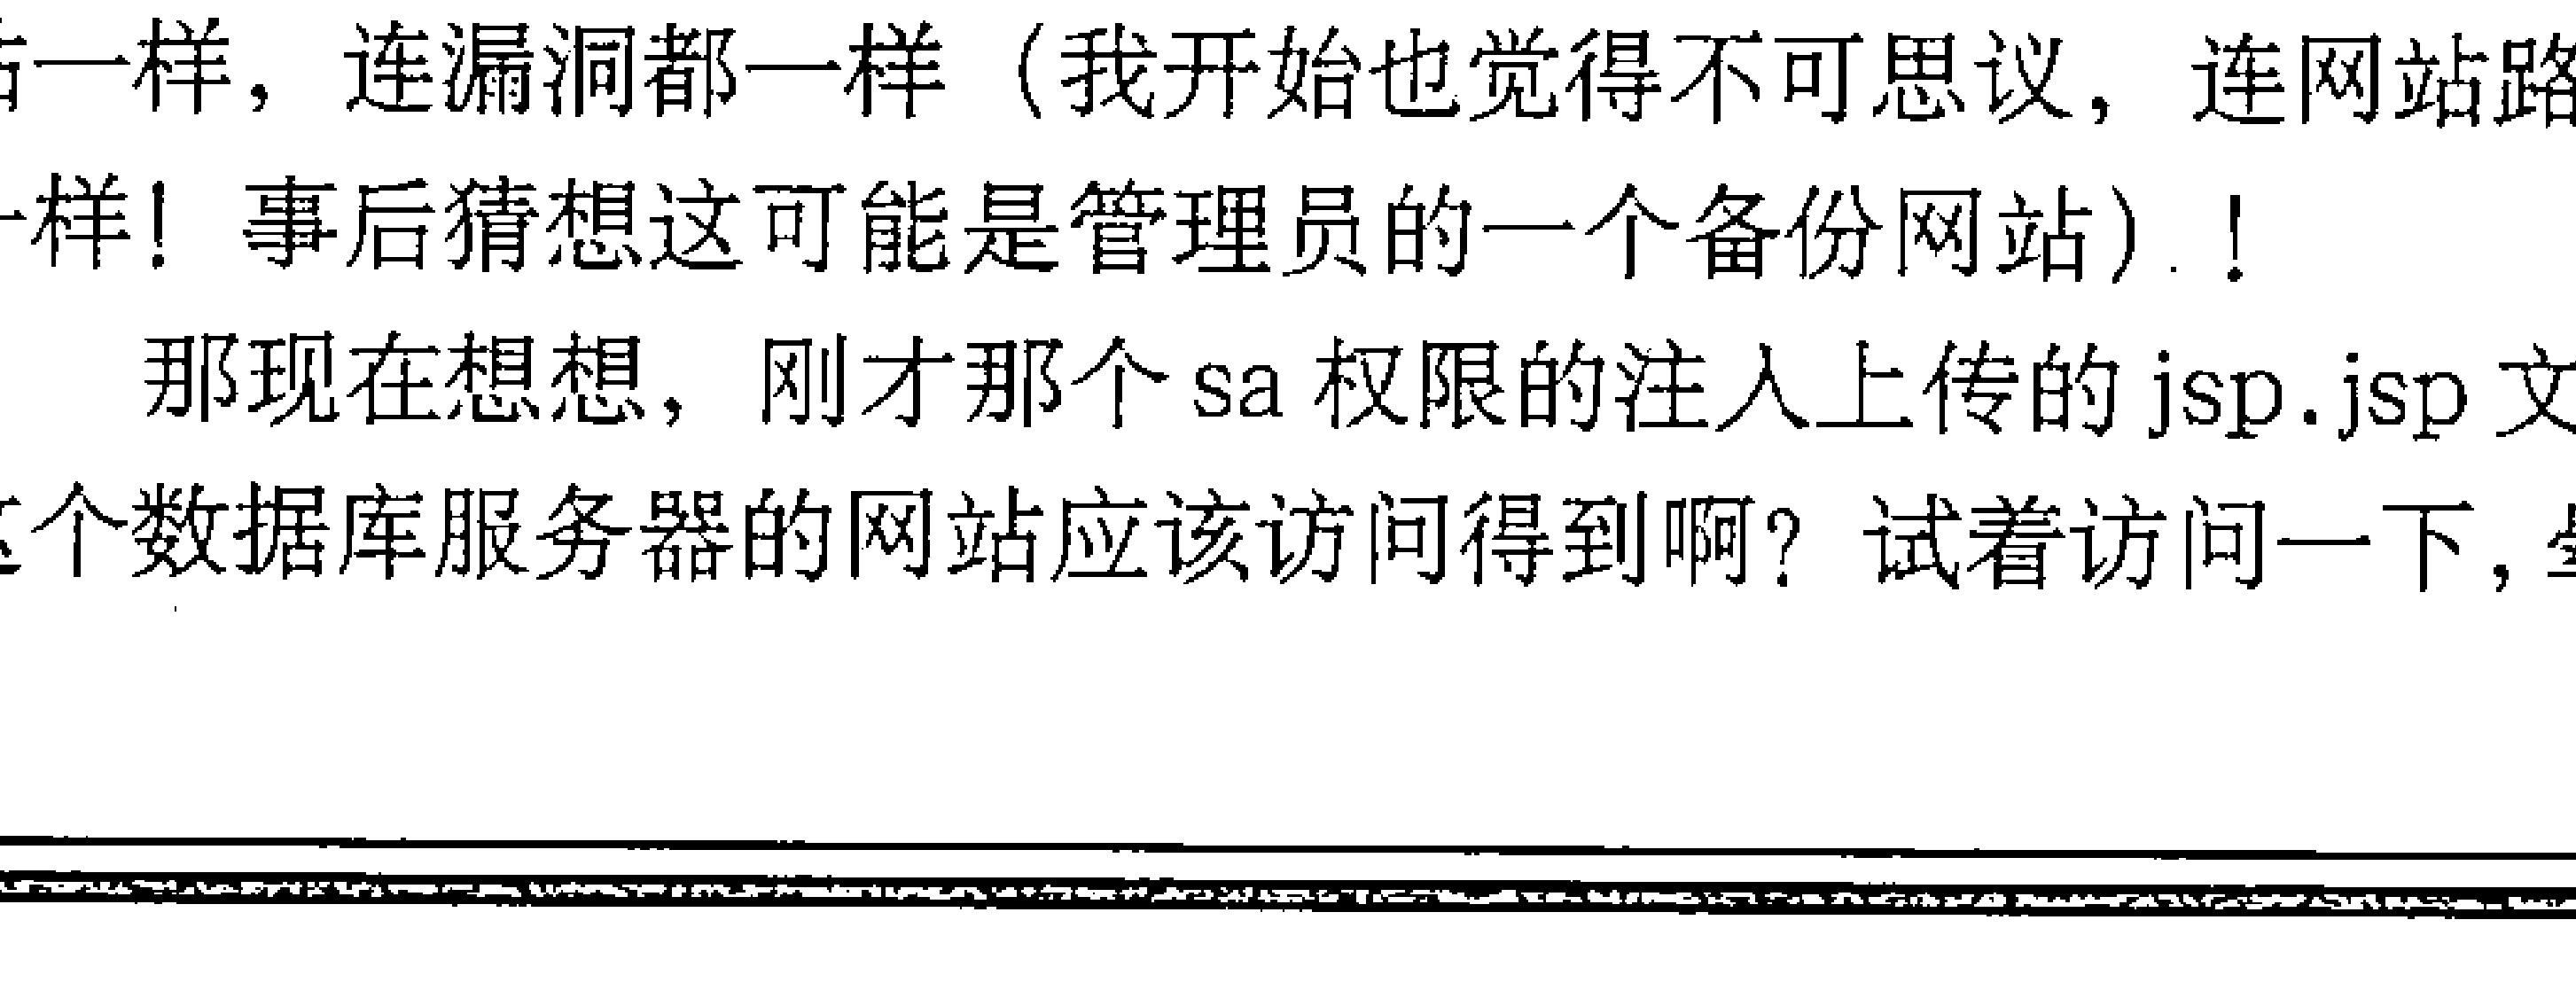 一样，连漏洞都一样（我开始也觉得不可思议，连网站路
一样！事后猜想这可能是管理员的一个备份网站）！
那现在想想，刚才那个 sa 权限的注入上传的 jsp.jsp 文
这个数据库服务器的网站应该访问得到啊？试着访问一下，